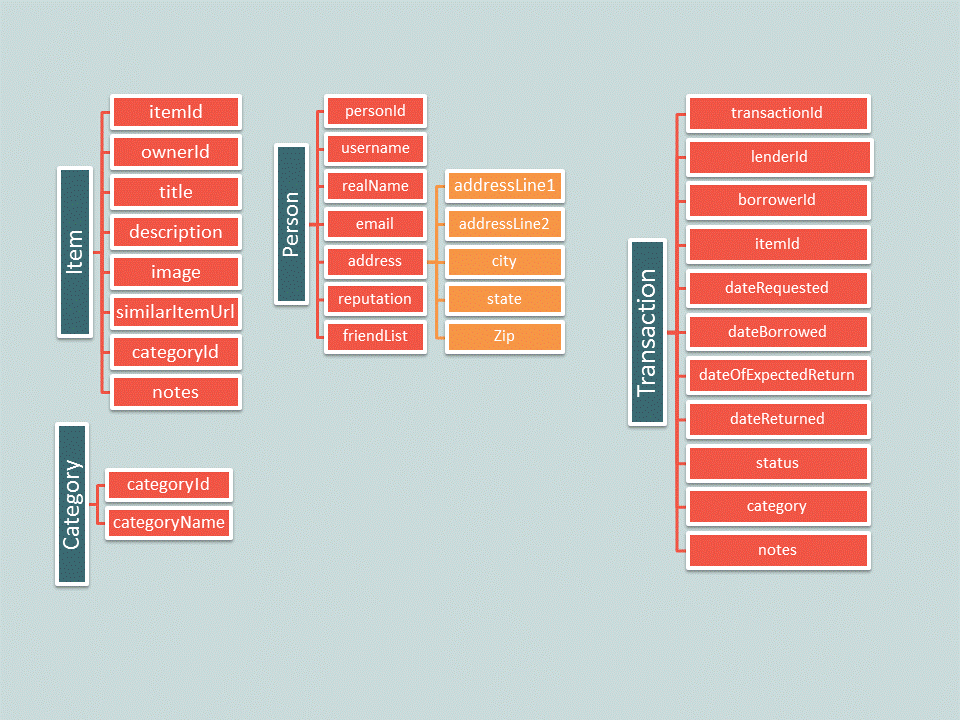 Item
itemId
ownerId
title
description
image
similarItemUrl
categoryId
notes
Category
categoryId
categoryName
Person
personId
username
realName
email
address
reputation
friendList
addressLine1
addressLine2
city
state
Zip
Transaction
transactionId
lenderId
borrowerId
itemId
dateRequested
dateBorrowed
dateOfExpectedReturn
dateReturned
status
category
notes